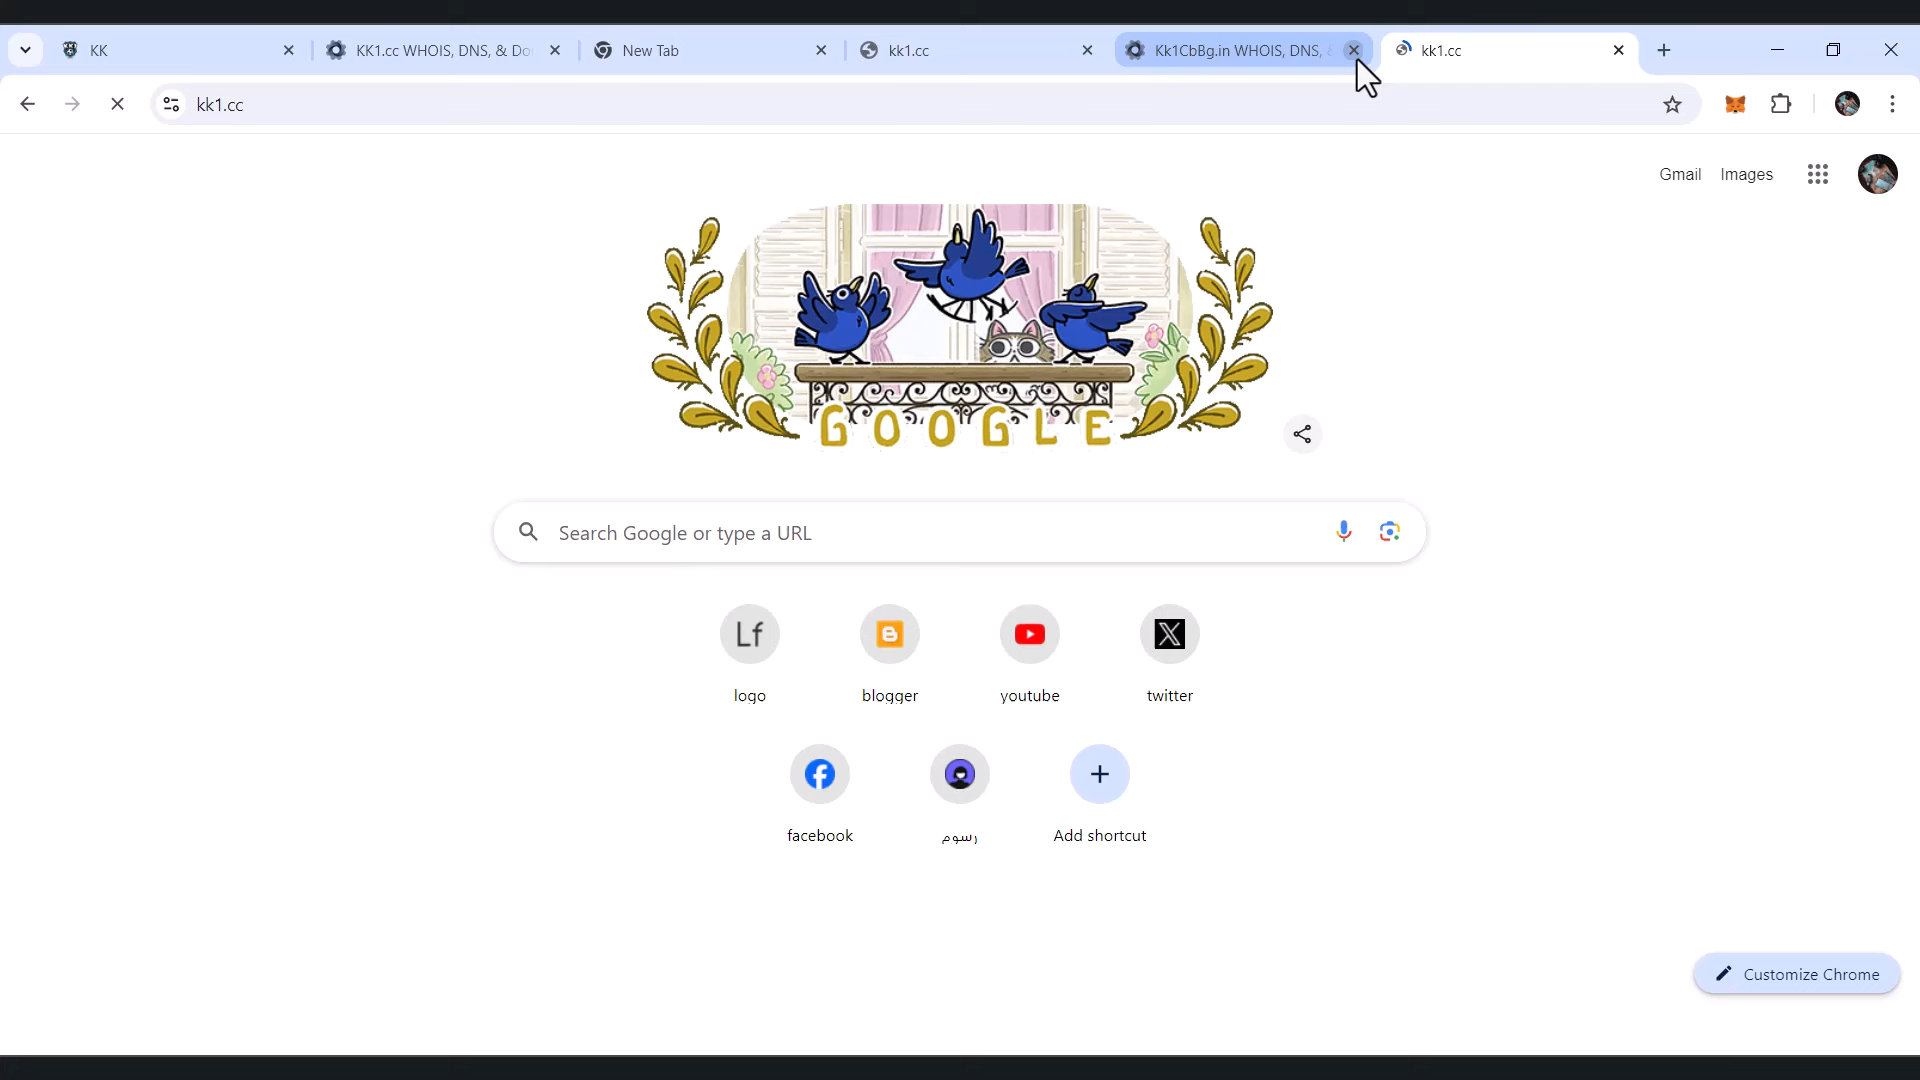 KK
KK1.cc WHOIS, DNS, & Do
New Tab
kk1.cc
Kk1CbBg.in WHOIS, DNS,
kk1.cc
kk1.cc
Gmail Images
GOOGLE
Search Google or type a URL
Lf
logo
blogger
youtube
twitter
facebook
رسوم
Add shortcut
Customize Chrome